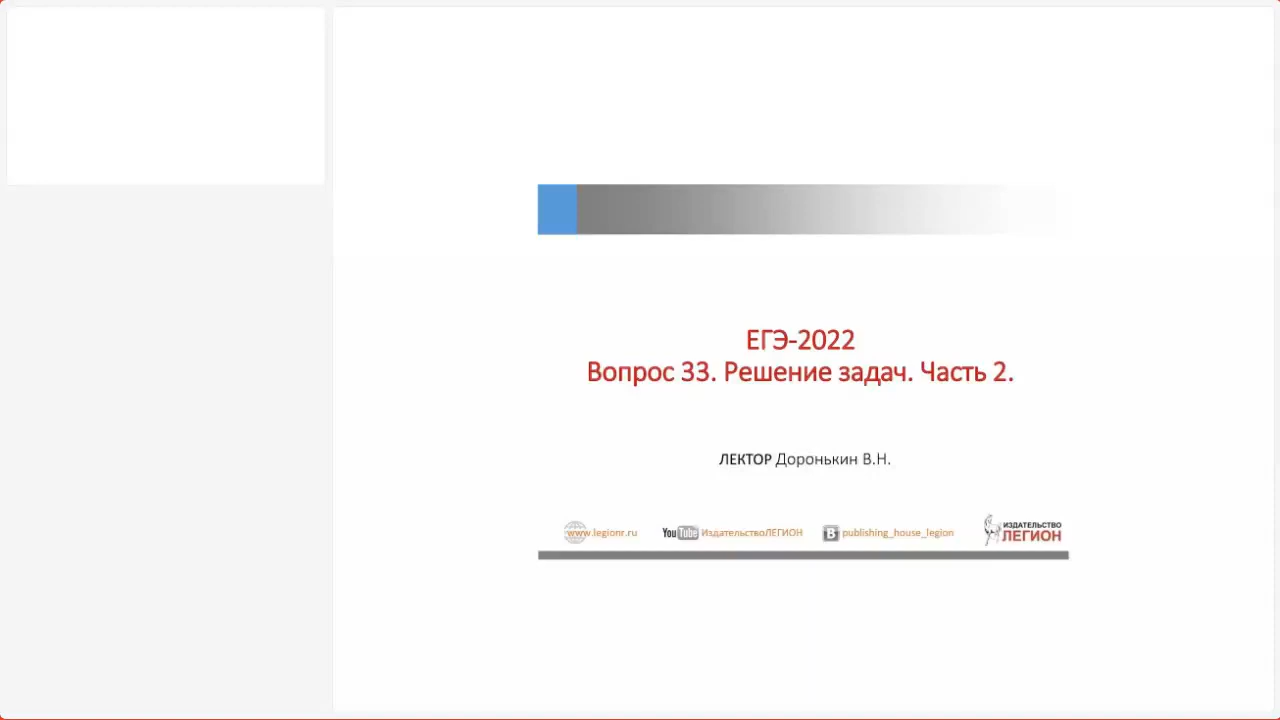 ЕГЭ-2022
Вопрос 33. Решение задач. Часть 2.
ЛЕКТОР Доронькин В.Н.
www.legionr.ru
YouTube ИздательствоЛЕГИОН
B publishing_house_legion
ИЗДАТЕЛЬСТВО
ЛЕГИОН